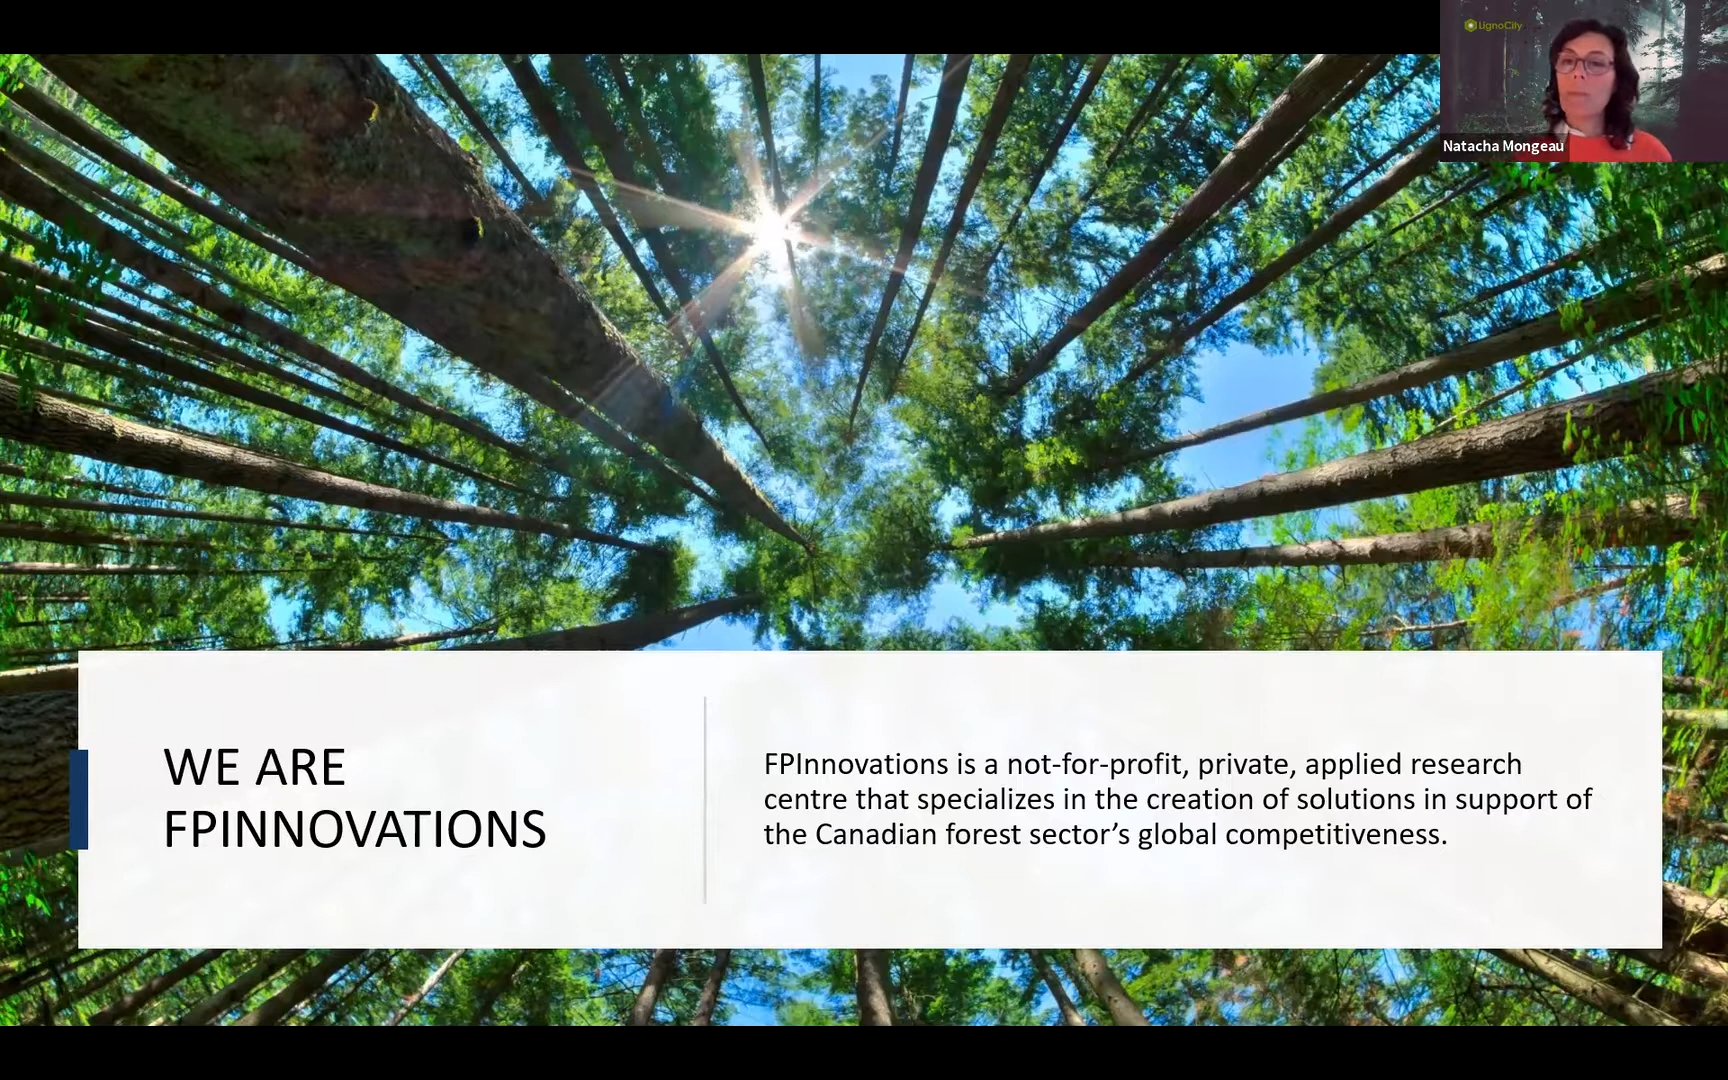 LignoCity
Natacha Mongeau
WE ARE
FPINNOVATIONS
FPInnovations is a not-for-profit, private, applied research
centre that specializes in the creation of solutions in support of
the Canadian forest sector’s global competitiveness.